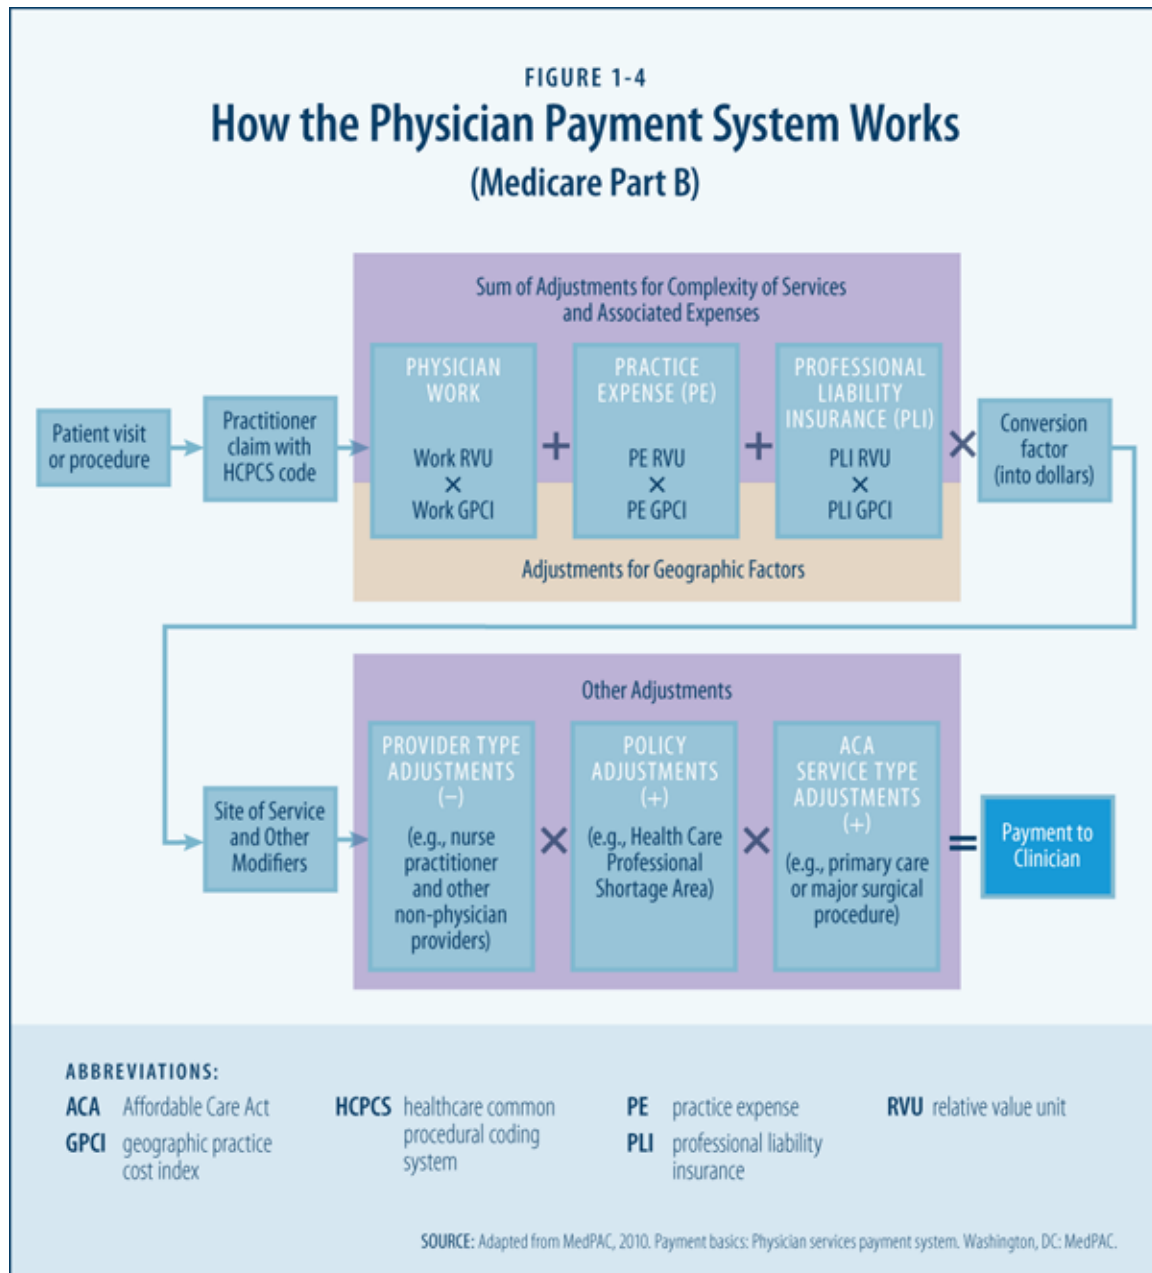 FIGURE 1-4
How the Physician Payment System Works
(Medicare Part B)
Sum of Adjustments for Complexity of Services
and Associated Expenses
Patient visit
or procedure
Practitioner
claim with
HCPCS code
PHYSICIAN
WORK
Work RVU
×
Work GPCI
+
PRACTICE
EXPENSE (PE)
PE RVU
×
PE GPCI
+
PROFESSIONAL
LIABILITY
INSURANCE (PLI)
PLI RVU
×
PLI GPCI
×
Conversion
factor
(into dollars)
Adjustments for Geographic Factors
Other Adjustments
Site of Service
and Other
Modifiers
PROVIDER TYPE
ADJUSTMENTS
(−)
(e.g., nurse
practitioner
and other
non-physician
providers)
×
POLICY
ADJUSTMENTS
(+)
(e.g., Health Care
Professional
Shortage Area)
×
ACA
SERVICE TYPE
ADJUSTMENTS
(+)
(e.g., primary care
or major surgical
procedure)
=
Payment to
Clinician
ABBREVIATIONS:
ACA Affordable Care Act
GPCI geographic practice
cost index
HCPCS healthcare common
procedural coding
system
PE practice expense
PLI professional liability
insurance
RVU relative value unit
SOURCE: Adapted from MedPAC, 2010. Payment basics: Physician services payment system. Washington, DC: MedPAC.